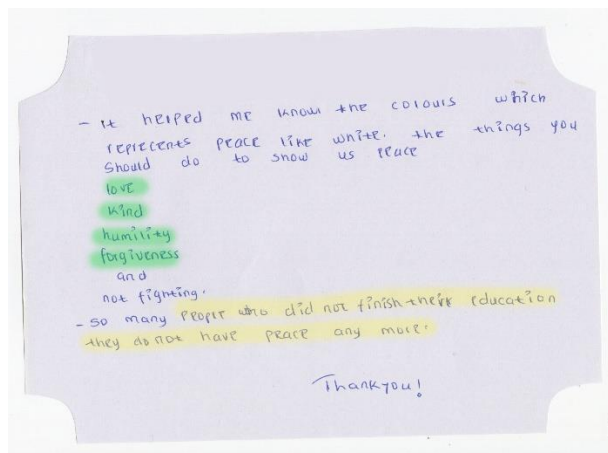 - it helped me know the colours which
reprecents peace like white. the things you
should do to show us peace
love
kind
humility
forgiveness
and
not fighting.
- so many people who did not finish their education
they do not have peace any more.
Thankyou!